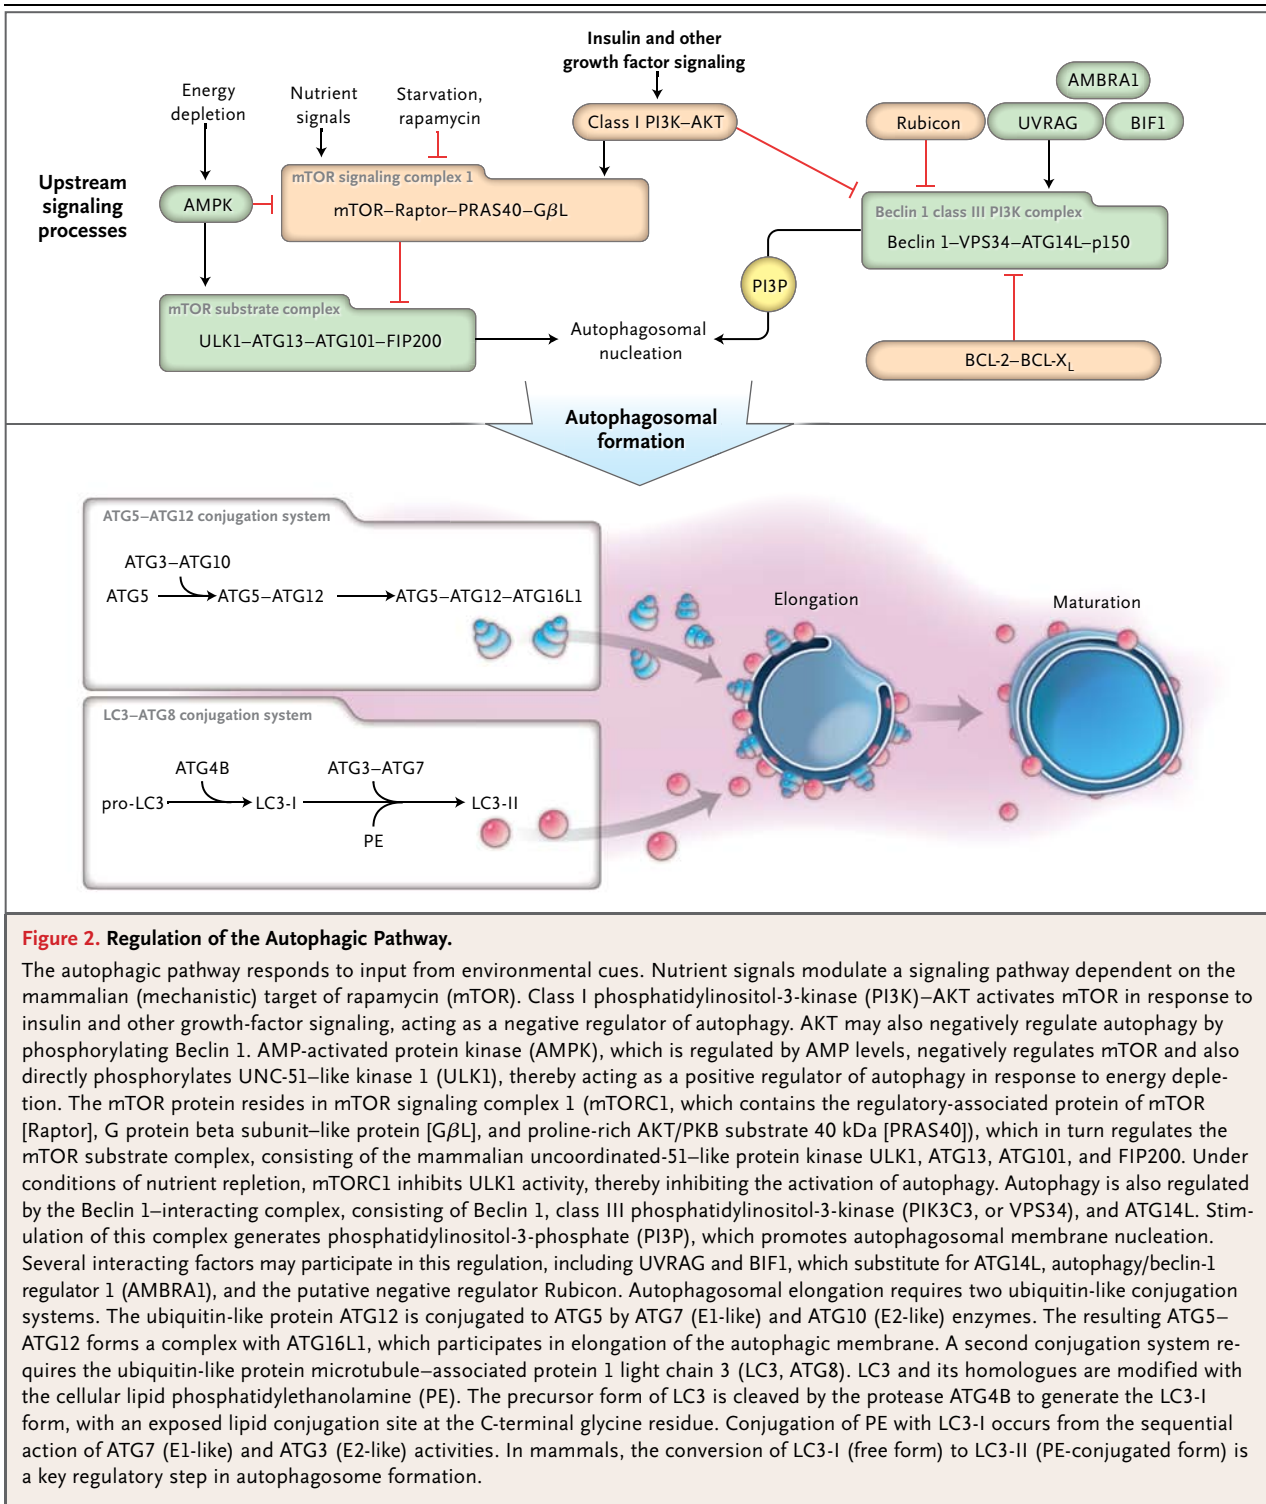 Insulin and other
growth factor signaling
AMBRA1
Energy
depletion
Nutrient
signals
Starvation,
rapamycin
Class I PI3K–AKT
Rubicon
UVRAG
BIF1
Upstream
signaling
processes
AMPK
mTOR signaling complex 1
mTOR–Raptor–PRAS40–GβL
Beclin 1 class III PI3K complex
Beclin 1–VPS34–ATG14L–p150
PI3P
mTOR substrate complex
ULK1–ATG13–ATG101–FIP200
Autophagosomal
nucleation
BCL-2–BCL-XL
Autophagosomal
formation
ATG5–ATG12 conjugation system
ATG3–ATG10
ATG5
ATG5–ATG12
ATG5–ATG12–ATG16L1
Elongation
Maturation
LC3–ATG8 conjugation system
ATG4B
ATG3–ATG7
pro-LC3
LC3-I
LC3-II
PE
Figure 2. Regulation of the Autophagic Pathway.
The autophagic pathway responds to input from environmental cues. Nutrient signals modulate a signaling pathway dependent on the
mammalian (mechanistic) target of rapamycin (mTOR). Class I phosphatidylinositol-3-kinase (PI3K)–AKT activates mTOR in response to
insulin and other growth-factor signaling, acting as a negative regulator of autophagy. AKT may also negatively regulate autophagy by
phosphorylating Beclin 1. AMP-activated protein kinase (AMPK), which is regulated by AMP levels, negatively regulates mTOR and also
directly phosphorylates UNC-51–like kinase 1 (ULK1), thereby acting as a positive regulator of autophagy in response to energy deple-
tion. The mTOR protein resides in mTOR signaling complex 1 (mTORC1, which contains the regulatory-associated protein of mTOR
[Raptor], G protein beta subunit–like protein [GβL], and proline-rich AKT/PKB substrate 40 kDa [PRAS40]), which in turn regulates the
mTOR substrate complex, consisting of the mammalian uncoordinated-51–like protein kinase ULK1, ATG13, ATG101, and FIP200. Under
conditions of nutrient repletion, mTORC1 inhibits ULK1 activity, thereby inhibiting the activation of autophagy. Autophagy is also regulated
by the Beclin 1–interacting complex, consisting of Beclin 1, class III phosphatidylinositol-3-kinase (PIK3C3, or VPS34), and ATG14L. Stim-
ulation of this complex generates phosphatidylinositol-3-phosphate (PI3P), which promotes autophagosomal membrane nucleation.
Several interacting factors may participate in this regulation, including UVRAG and BIF1, which substitute for ATG14L, autophagy/beclin-1
regulator 1 (AMBRA1), and the putative negative regulator Rubicon. Autophagosomal elongation requires two ubiquitin-like conjugation
systems. The ubiquitin-like protein ATG12 is conjugated to ATG5 by ATG7 (E1-like) and ATG10 (E2-like) enzymes. The resulting ATG5–
ATG12 forms a complex with ATG16L1, which participates in elongation of the autophagic membrane. A second conjugation system re-
quires the ubiquitin-like protein microtubule–associated protein 1 light chain 3 (LC3, ATG8). LC3 and its homologues are modified with
the cellular lipid phosphatidylethanolamine (PE). The precursor form of LC3 is cleaved by the protease ATG4B to generate the LC3-I
form, with an exposed lipid conjugation site at the C-terminal glycine residue. Conjugation of PE with LC3-I occurs from the sequential
action of ATG7 (E1-like) and ATG3 (E2-like) activities. In mammals, the conversion of LC3-I (free form) to LC3-II (PE-conjugated form) is
a key regulatory step in autophagosome formation.